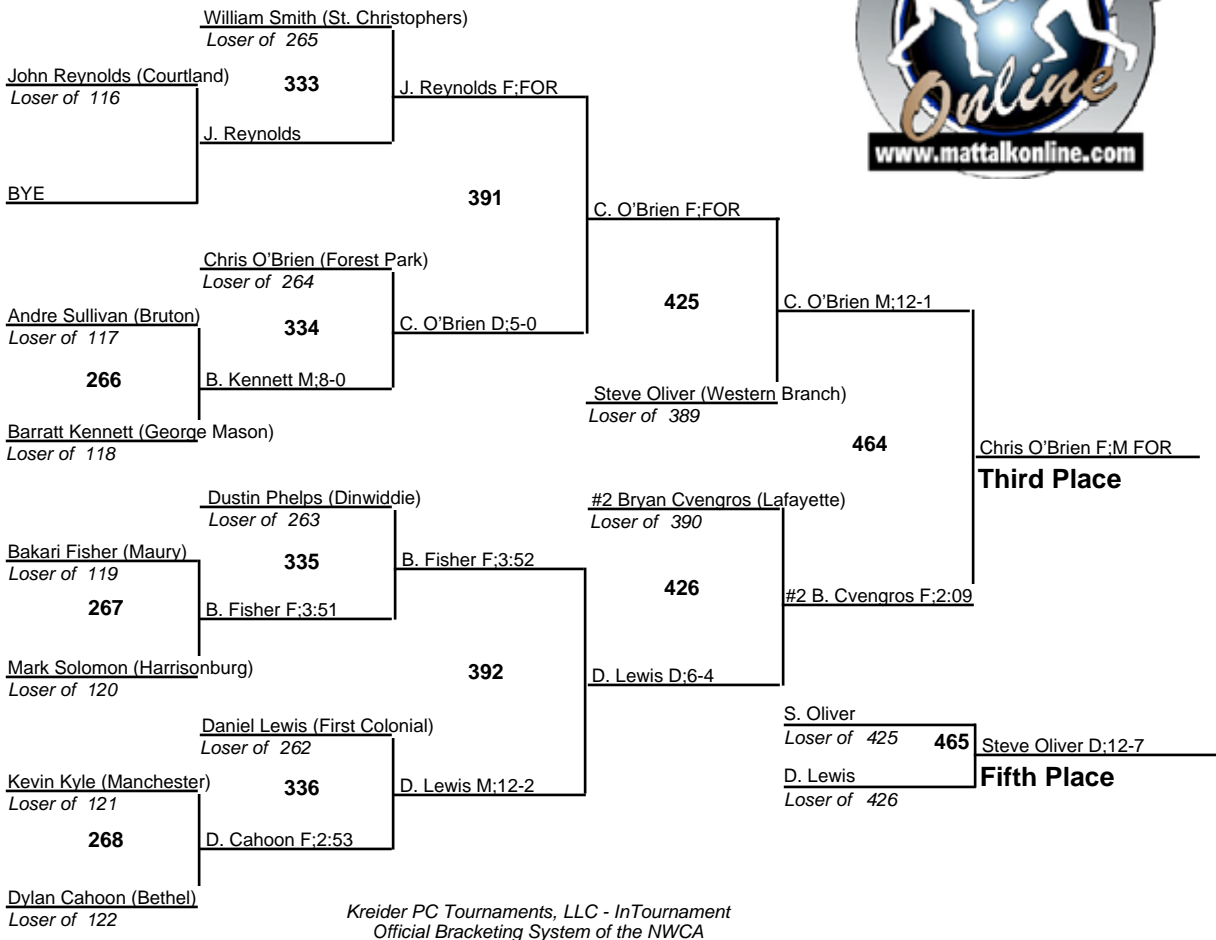 William Smith (St. Christophers)
Loser of 265
John Reynolds (Courtland)
Loser of 116
333
J. Reynolds F;FOR
J. Reynolds
BYE
391
C. O'Brien F;FOR
Chris O'Brien (Forest Park)
Loser of 264
Andre Sullivan (Bruton)
Loser of 117
334
C. O'Brien D;5-0
425
C. O'Brien M;12-1
266
B. Kennett M;8-0
Steve Oliver (Western Branch)
Loser of 389
Barratt Kennett (George Mason)
Loser of 118
464
Chris O'Brien F;M FOR
Third Place
Dustin Phelps (Dinwiddie)
Loser of 263
#2 Bryan Cvengros (Lafayette)
Loser of 390
Bakari Fisher (Maury)
Loser of 119
335
B. Fisher F;3:52
426
#2 B. Cvengros F;2:09
267
B. Fisher F;3:51
Mark Solomon (Harrisonburg)
Loser of 120
392
D. Lewis D;6-4
Daniel Lewis (First Colonial)
Loser of 262
S. Oliver
Loser of 425
465
Steve Oliver D;12-7
Fifth Place
D. Lewis
Loser of 426
Kevin Kyle (Manchester)
Loser of 121
336
D. Lewis M;12-2
268
D. Cahoon F;2:53
Dylan Cahoon (Bethel)
Loser of 122
Kreider PC Tournaments, LLC - InTournament
Official Bracketing System of the NWCA
Online
www.mattalkonline.com